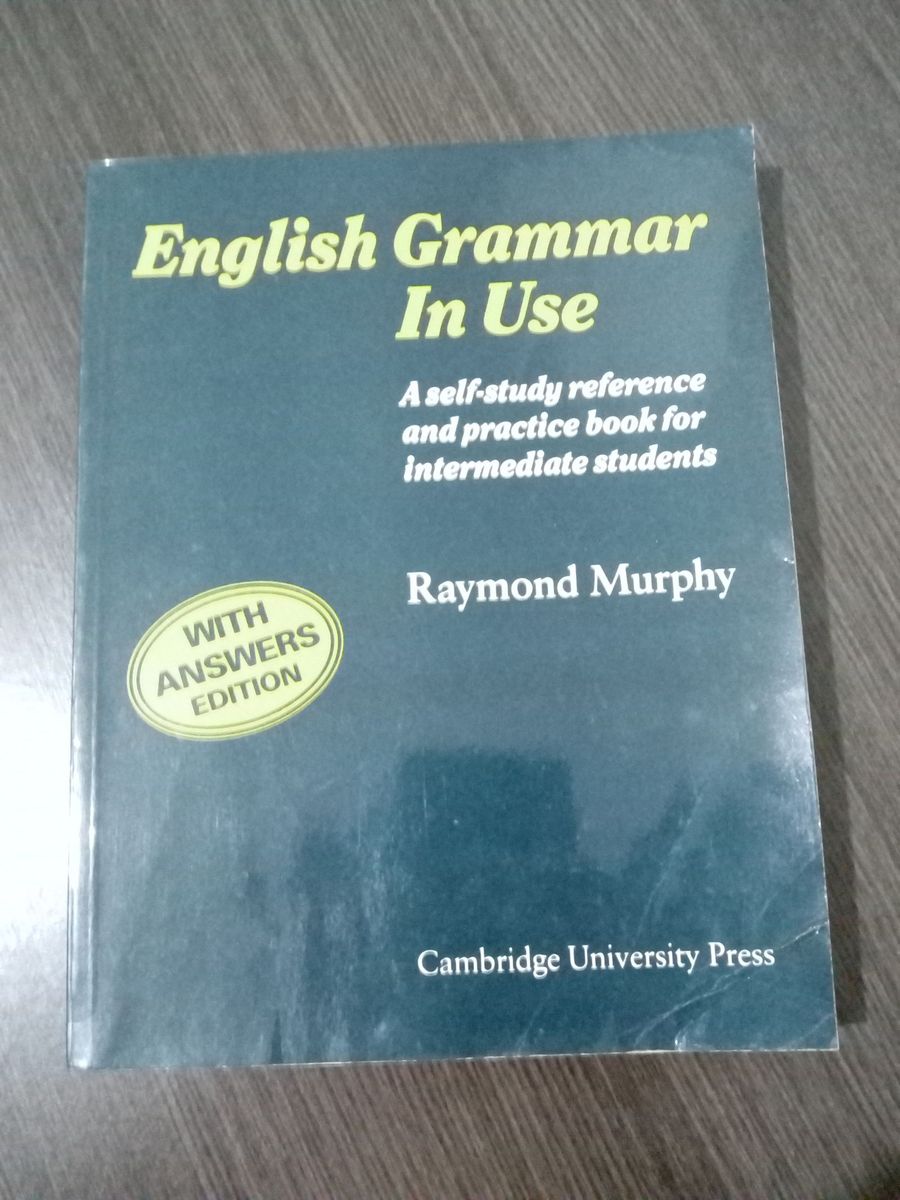 English Grammar
In Use
A self-study reference
and practice book for
intermediate students
Raymond Murphy
WITH
ANSWERS
EDITION
Cambridge University Press